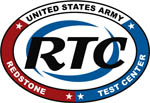 UNITED STATES ARMY
RTC
REDSTONE
TEST CENTER